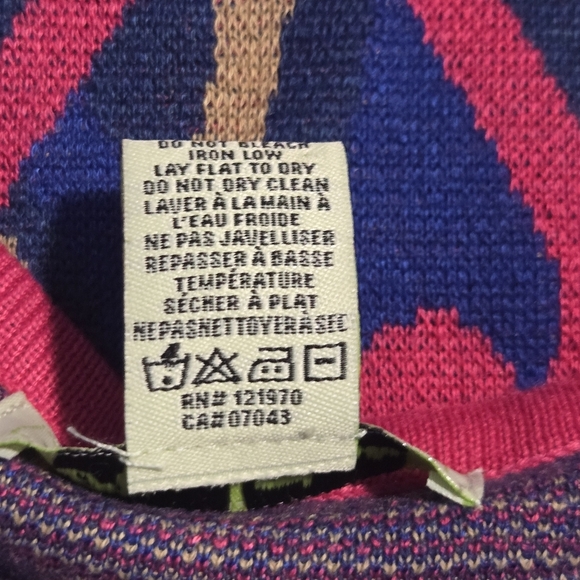 DO NOT BLEACH
IRON LOW
LAY FLAT TO DRY
DO NOT DRY CLEAN
LAVER À LA MAIN À
L'EAU FROIDE
NE PAS JAVELLISER
REPASSER À BASSE
TEMPÉRATURE
SÉCHER À PLAT
NEPASNETTOYERÀSEC
RN# 121970
CA# 07043